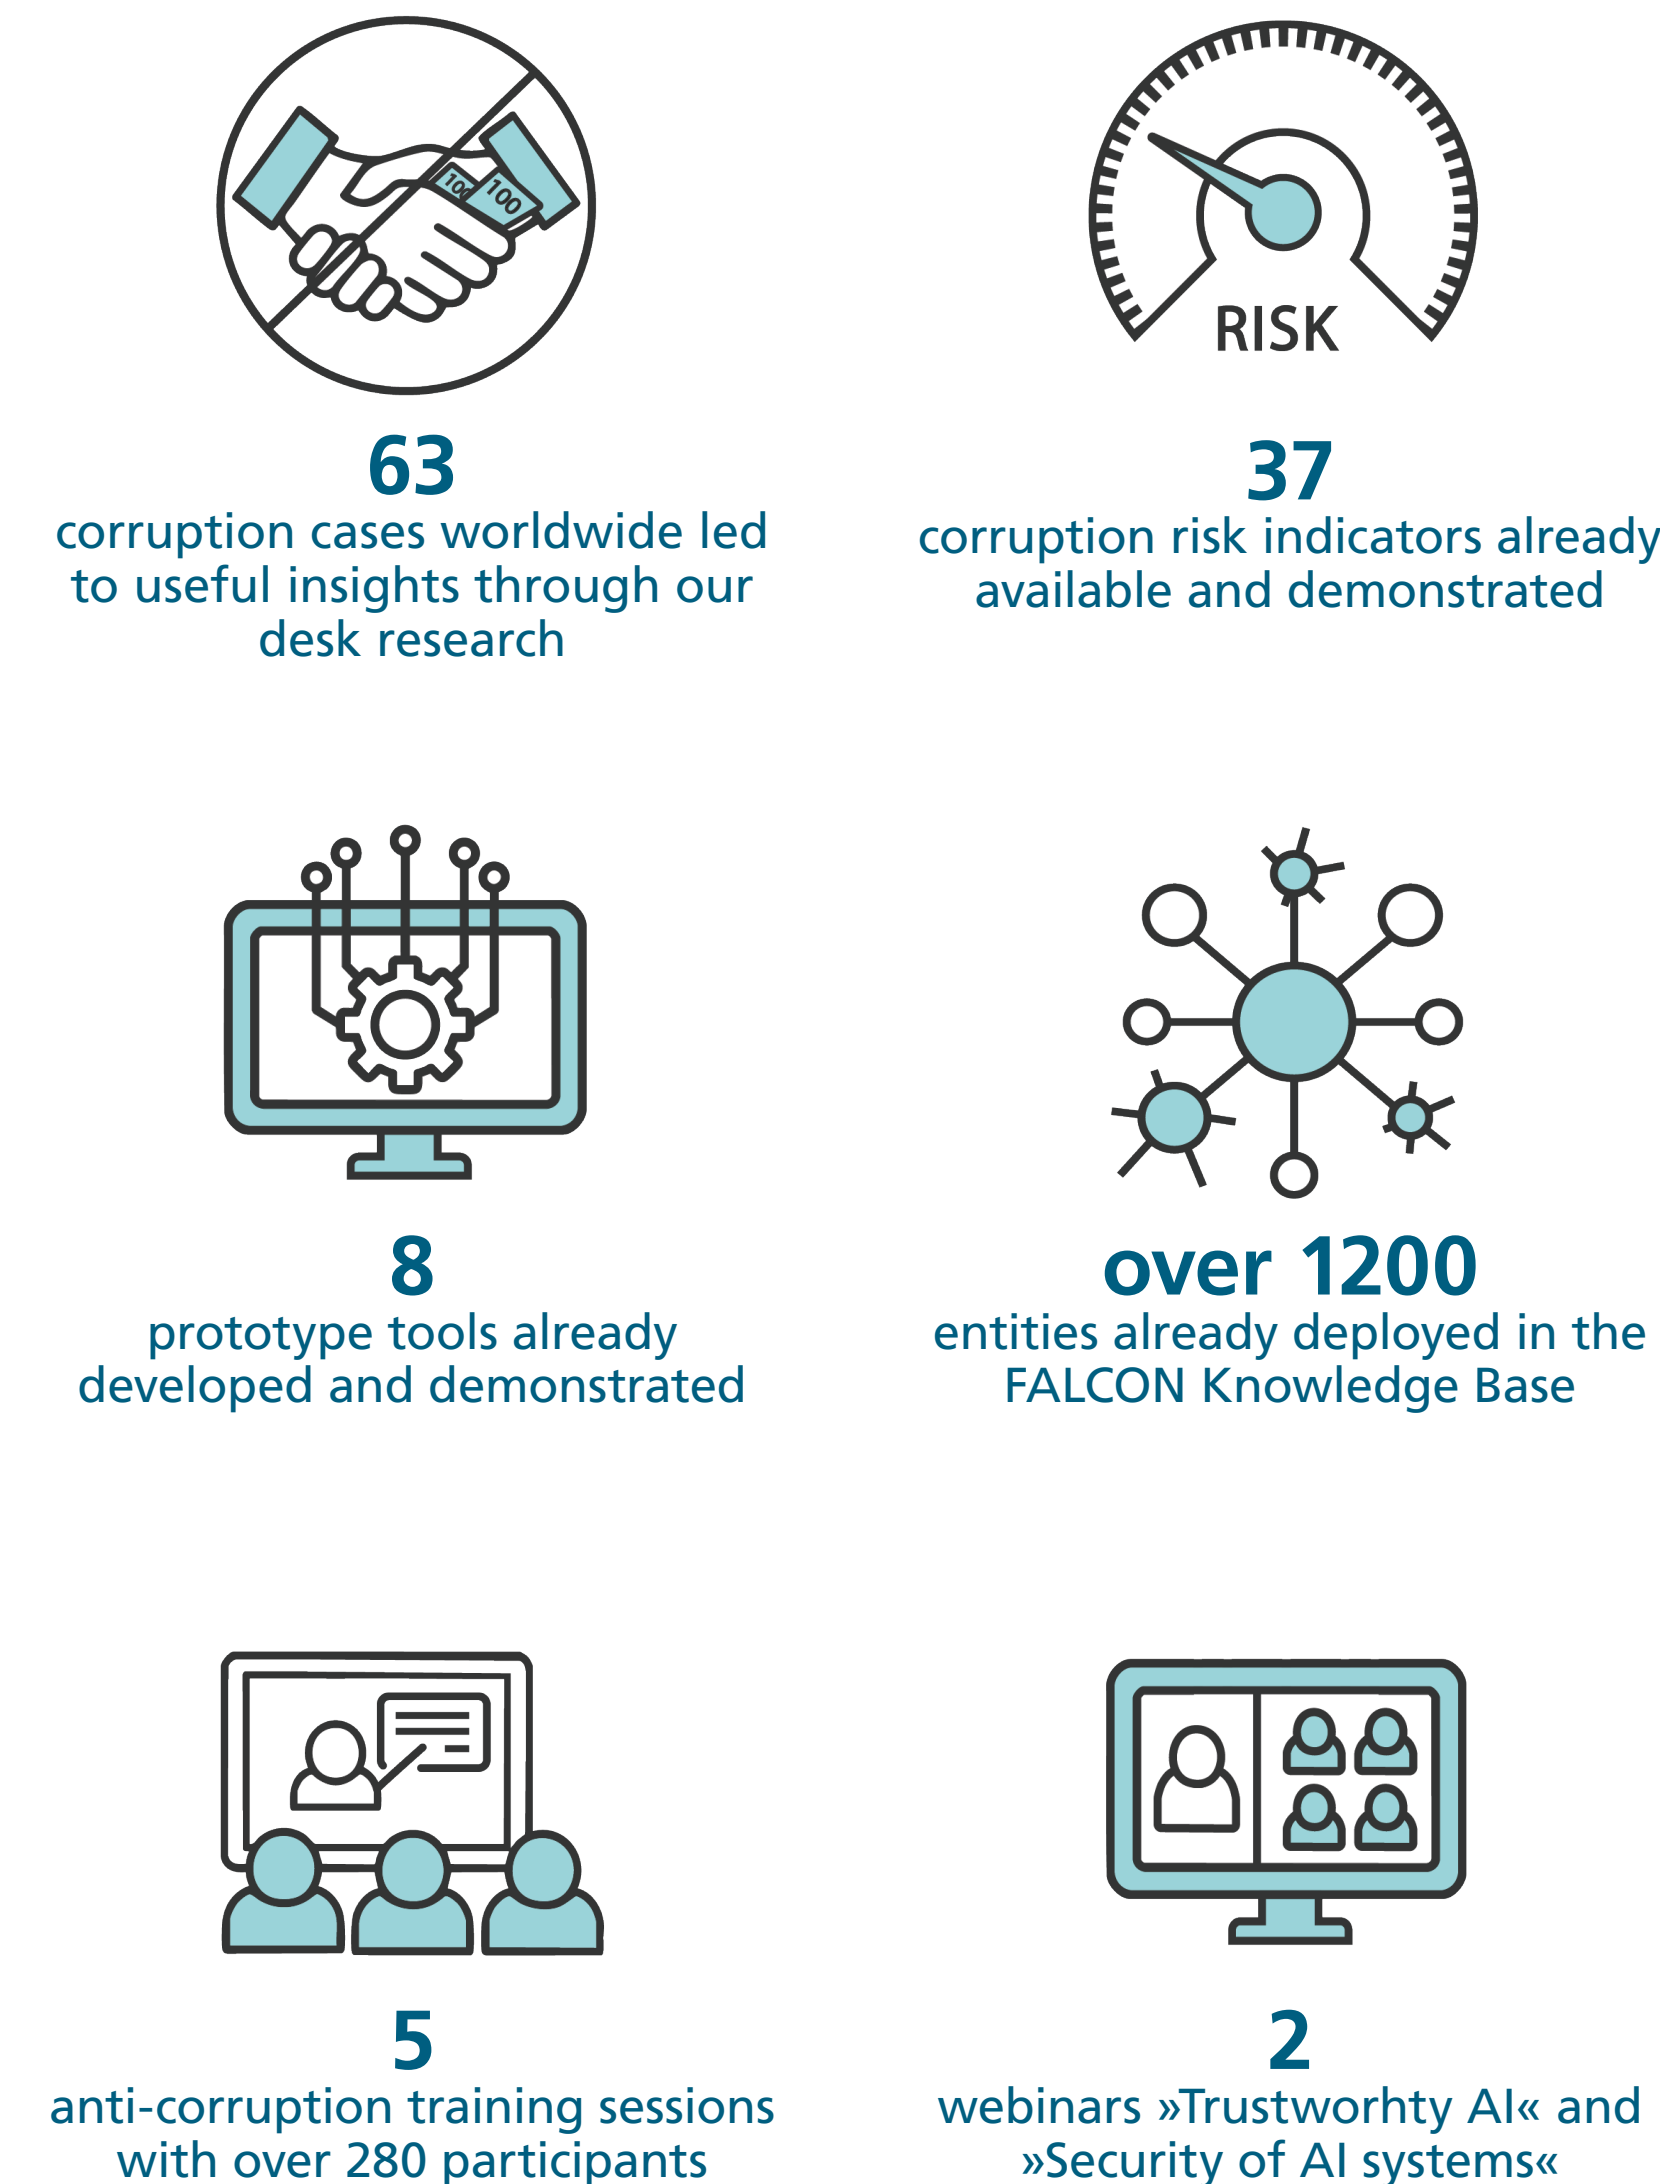 100
100
63
corruption cases worldwide led
to useful insights through our
desk research
RISK
37
corruption risk indicators already
available and demonstrated
8
prototype tools already
developed and demonstrated
over 1200
entities already deployed in the
FALCON Knowledge Base
5
anti-corruption training sessions
with over 280 participants
2
webinars »Trustworhty AI« and
»Security of AI systems«